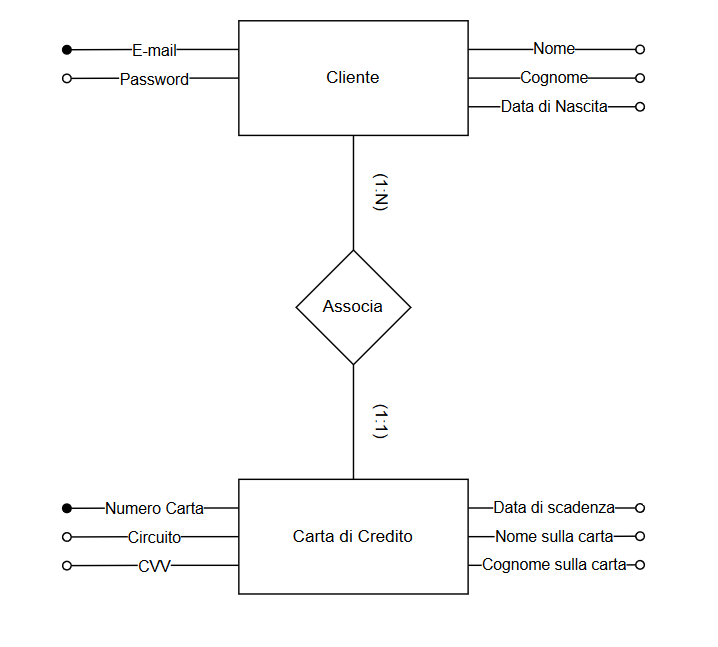 E-mail
Password
Cliente
Nome
Cognome
Data di Nascita
(1:N)
Associa
(1:1)
Numero Carta
Circuito
CVV
Carta di Credito
Data di scadenza
Nome sulla carta
Cognome sulla carta